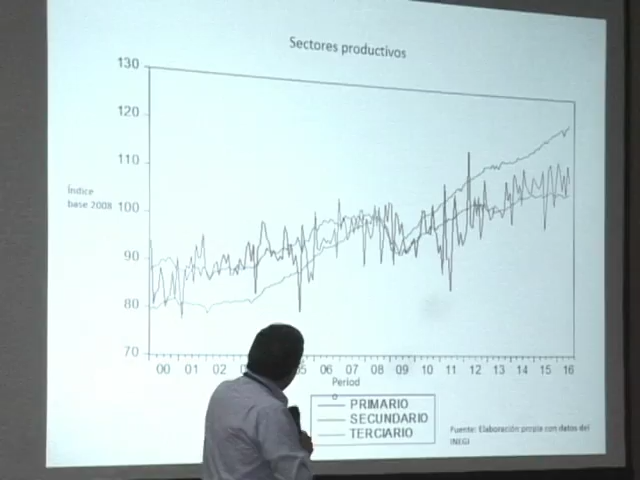 Sectores productivos
130
120
110
100
90
80
70
Índice
base 2008
00 01 02 05 06 07 08 09 10 11 12 13 14 15 16
Period
PRIMARIO
SECUNDARIO
TERCIARIO
Fuente: Elaboración propia con datos del
INEGI